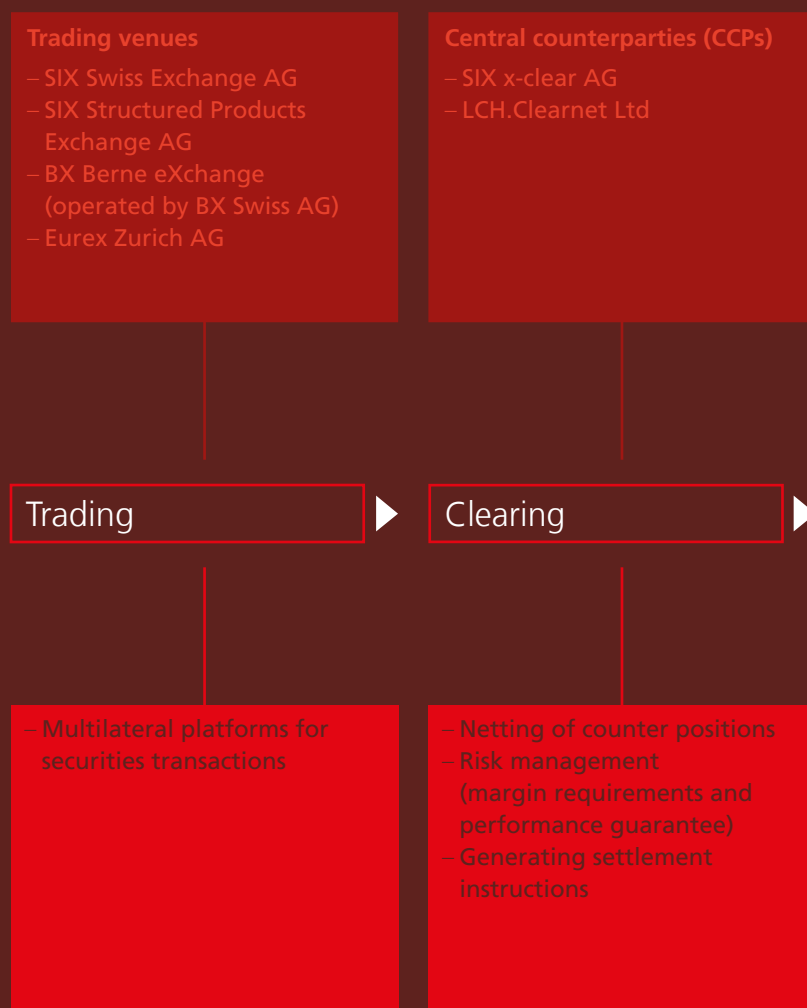 Trading venues
– SIX Swiss Exchange AG
– SIX Structured Products
Exchange AG
– BX Berne eXchange
(operated by BX Swiss AG)
– Eurex Zurich AG
Central counterparties (CCPs)
– SIX x-clear AG
– LCH.Clearnet Ltd
Trading
Clearing
– Multilateral platforms for
securities transactions
– Netting of counter positions
– Risk management
(margin requirements and
performance guarantee)
– Generating settlement
instructions